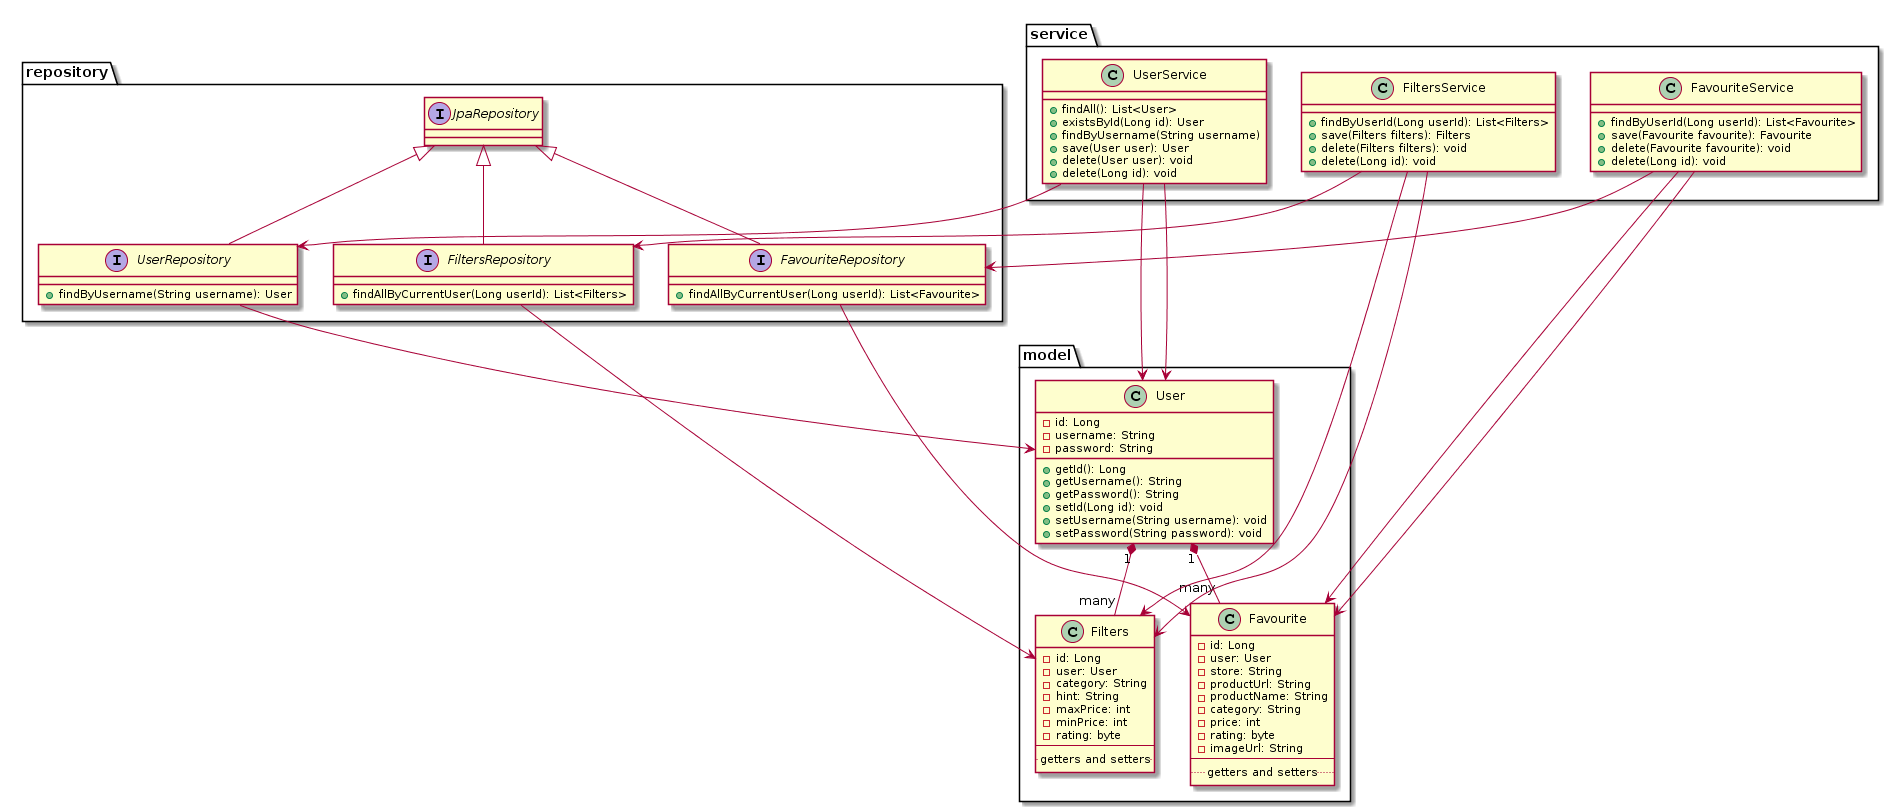 service
C UserService
findAll(): List<User>
existsById(Long id): User
findByUsername(String username)
save(User user): User
delete(User user): void
delete(Long id): void
C FiltersService
findByUserId(Long userId): List<Filters>
save(Filters filters): Filters
delete(Filters filters): void
delete(Long id): void
C FavouriteService
findByUserId(Long userId): List<Favourite>
save(Favourite favourite): Favourite
delete(Favourite favourite): void
delete(Long id): void
repository
I JpaRepository
I UserRepository
findByUsername(String username): User
I FiltersRepository
findAllByCurrentUser(Long userId): List<Filters>
I FavouriteRepository
findAllByCurrentUser(Long userId): List<Favourite>
model
C User
id: Long
username: String
password: String
getId(): Long
getUsername(): String
getPassword(): String
setId(Long id): void
setUsername(String username): void
setPassword(String password): void
1
1
many
many
C Filters
id: Long
user: User
category: String
hint: String
maxPrice: int
minPrice: int
rating: byte
getters and setters
C Favourite
id: Long
user: User
store: String
productUrl: String
productName: String
category: String
price: int
rating: byte
imageUrl: String
getters and setters